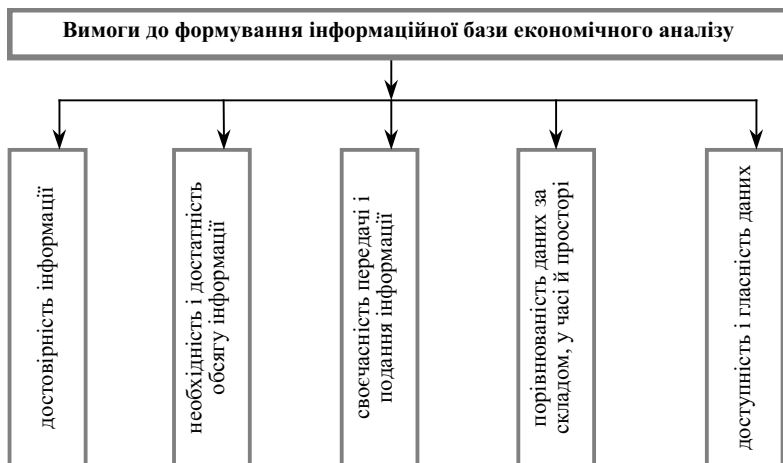 Вимоги до формування інформаційної бази економічного аналізу
достовірність інформації
необхідність і достатність
обсягу інформації
своєчасність передачі і
подання інформації
порівнюваність даних за
складом, у часі й просторі
доступність і гласність даних